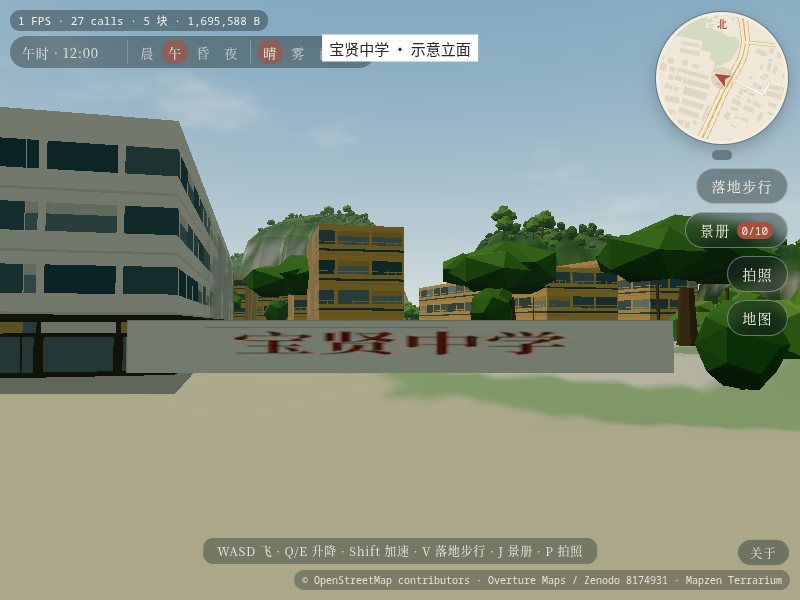 1 FPS · 27 calls · 5 块 · 1,695,588 B
午时 · 12:00 晨 午 昏 夜 晴 雾
宝贤中学 · 示意立面
北
落地步行
景册 0/10
拍照
地图
宝贤中学
WASD 飞 · Q/E 升降 · Shift 加速 · V 落地步行 · J 景册 · P 拍照
关于
© OpenStreetMap contributors · Overture Maps / Zenodo 8174931 · Mapzen Terrarium